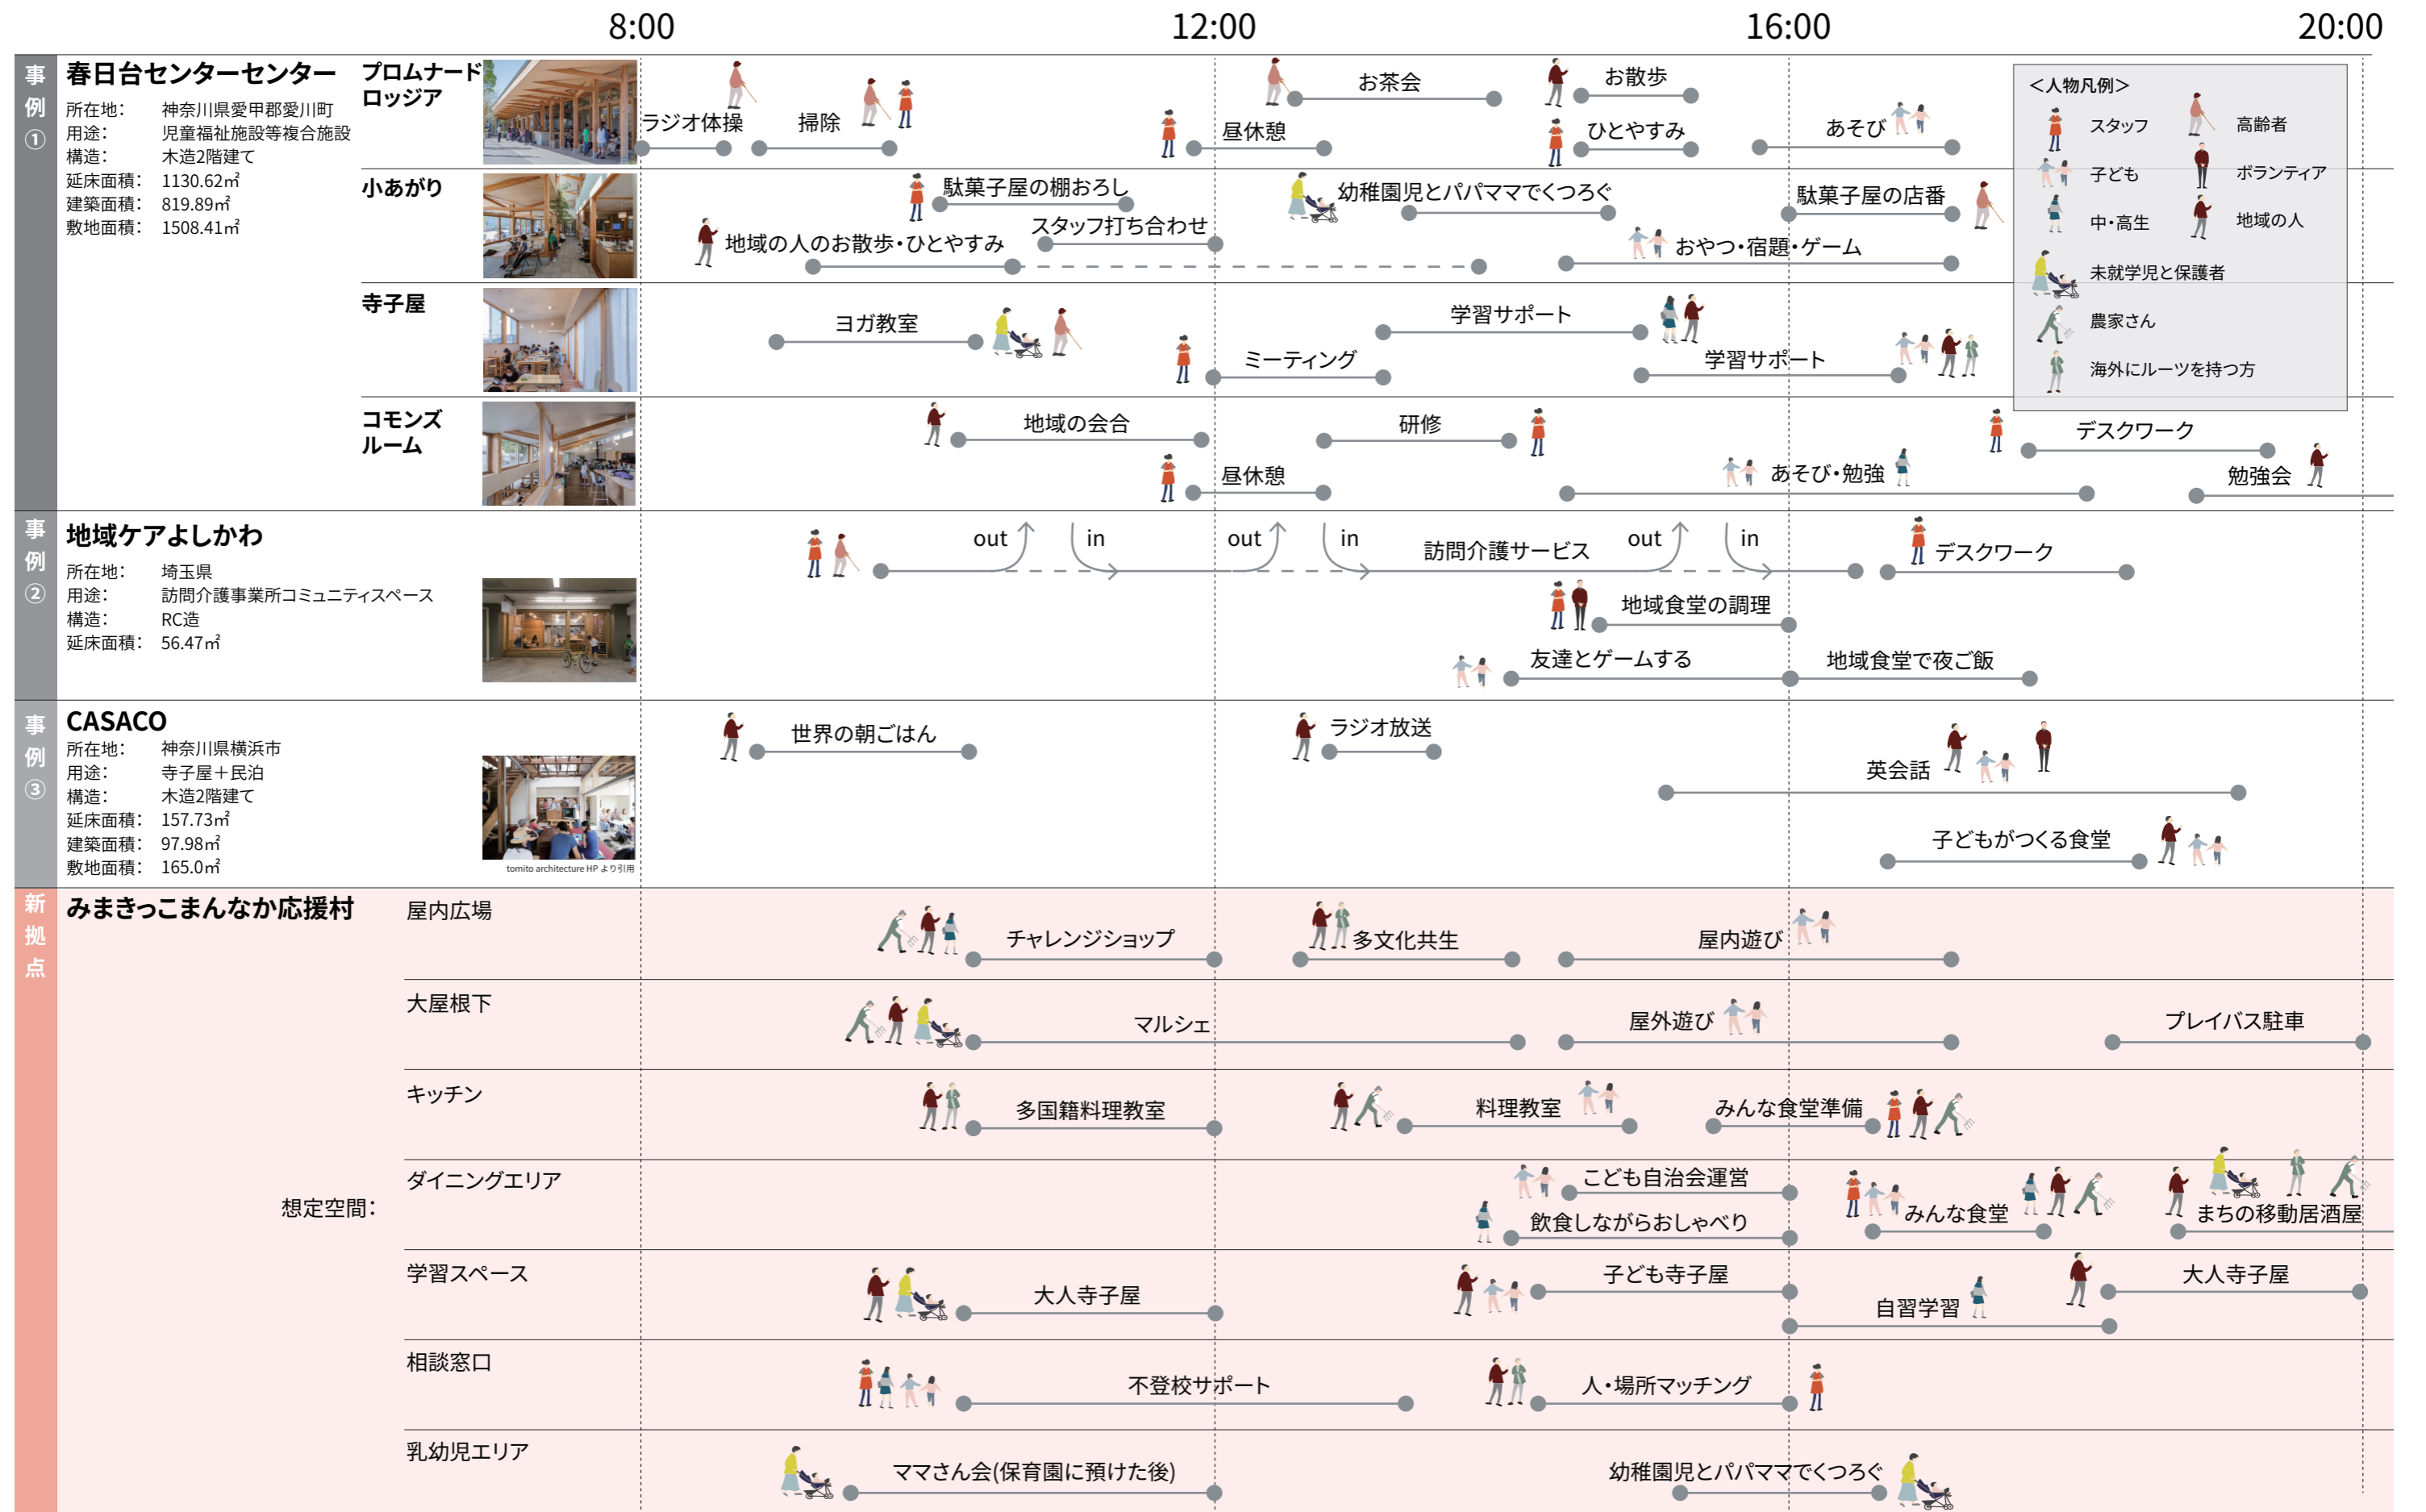 8:00 12:00 16:00 20:00
事例①
春日台センターセンター
所在地： 神奈川県愛甲郡愛川町
用途： 児童福祉施設等複合施設
構造： 木造2階建て
延床面積： 1130.62㎡
建築面積： 819.89㎡
敷地面積： 1508.41㎡
プロムナード
ロッジア
ラジオ体操
掃除
昼休憩
お茶会
お散歩
ひとやすみ
あそび
＜人物凡例＞
スタッフ
高齢者
子ども
ボランティア
中・高生
地域の人
未就学児と保護者
農家さん
海外にルーツを持つ方
小あがり
駄菓子屋の棚おろし
地域の人のお散歩・ひとやすみ
スタッフ打ち合わせ
幼稚園児とパパママでくつろぐ
おやつ・宿題・ゲーム
駄菓子屋の店番
寺子屋
ヨガ教室
ミーティング
学習サポート
学習サポート
コモンズ
ルーム
地域の会合
昼休憩
研修
あそび・勉強
デスクワーク
勉強会
事例②
地域ケアよしかわ
所在地： 埼玉県
用途： 訪問介護事業所コミュニティスペース
構造： RC造
延床面積： 56.47㎡
out in out in 訪問介護サービス out in
デスクワーク
地域食堂の調理
友達とゲームする
地域食堂で夜ご飯
事例③
CASACO
所在地： 神奈川県横浜市
用途： 寺子屋＋民泊
構造： 木造2階建て
延床面積： 157.73㎡
建築面積： 97.98㎡
敷地面積： 165.0㎡
tomito architecture HP より引用
世界の朝ごはん
ラジオ放送
英会話
子どもがつくる食堂
新拠点
みまきっこまんなか応援村
想定空間：
屋内広場
チャレンジショップ
多文化共生
屋内遊び
大屋根下
マルシェ
屋外遊び
プレイバス駐車
キッチン
多国籍料理教室
料理教室
みんな食堂準備
ダイニングエリア
こども自治会運営
飲食しながらおしゃべり
みんな食堂
まちの移動居酒屋
学習スペース
大人寺子屋
子ども寺子屋
自習学習
大人寺子屋
相談窓口
不登校サポート
人・場所マッチング
乳幼児エリア
ママさん会(保育園に預けた後)
幼稚園児とパパママでくつろぐ